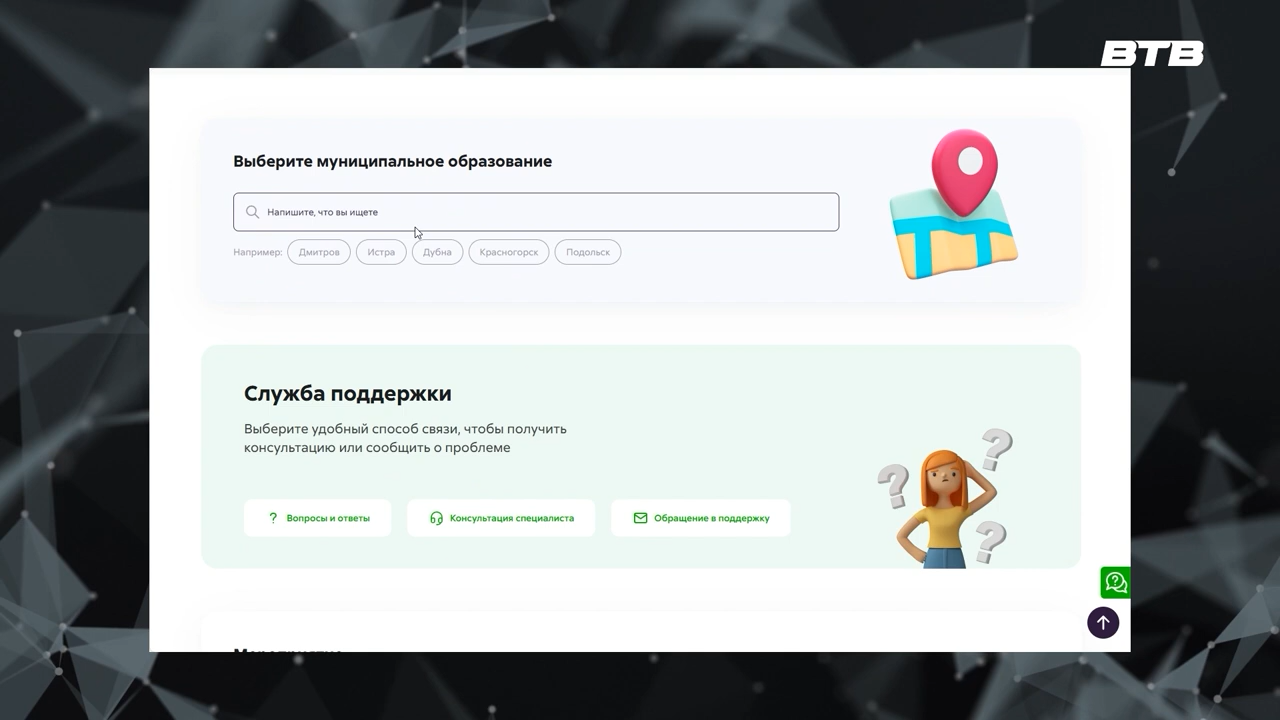 ВТВ
Выберите муниципальное образование
Напишите, что вы ищете
Например: Дмитров Истра Дубна Красногорск Подольск
Служба поддержки
Выберите удобный способ связи, чтобы получить
консультацию или сообщить о проблеме
? Вопросы и ответы Консультация специалиста Обращение в поддержку